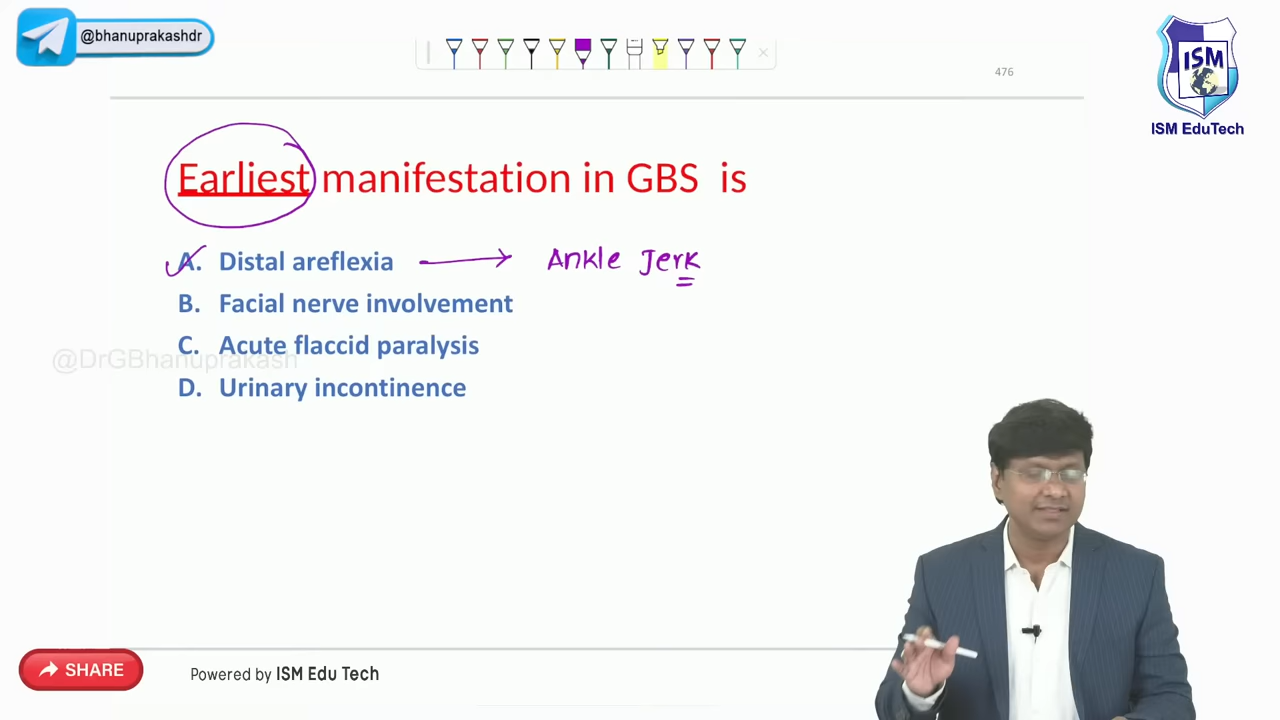 @bhanuprakashdr
476
ISM
ISM EduTech
Earliest manifestation in GBS is
A. Distal areflexia → Ankle Jerk
B. Facial nerve involvement
C. Acute flaccid paralysis
@DrGBhanuprakash
D. Urinary incontinence
SHARE
Powered by ISM Edu Tech